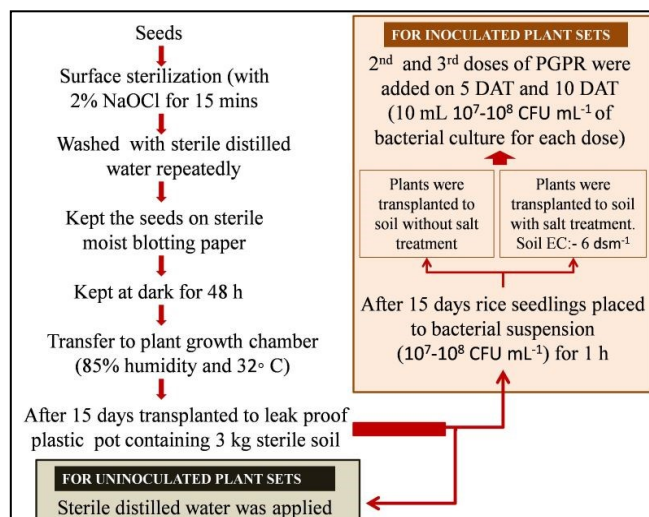 Seeds
Surface sterilization (with
2% NaOCl for 15 mins
Washed with sterile distilled
water repeatedly
Kept the seeds on sterile
moist blotting paper
Kept at dark for 48 h
Transfer to plant growth chamber
(85% humidity and 32◦ C)
After 15 days transplanted to leak proof
plastic pot containing 3 kg sterile soil
FOR UNINOCULATED PLANT SETS
Sterile distilled water was applied
FOR INOCULATED PLANT SETS
2nd and 3rd doses of PGPR were
added on 5 DAT and 10 DAT
(10 mL 10⁷-10⁸ CFU mL⁻¹ of
bacterial culture for each dose)
Plants were
transplanted to
soil without salt
treatment
Plants were
transplanted to soil
with salt treatment.
Soil EC:- 6 dsm⁻¹
After 15 days rice seedlings placed
to bacterial suspension
(10⁷-10⁸ CFU mL⁻¹) for 1 h